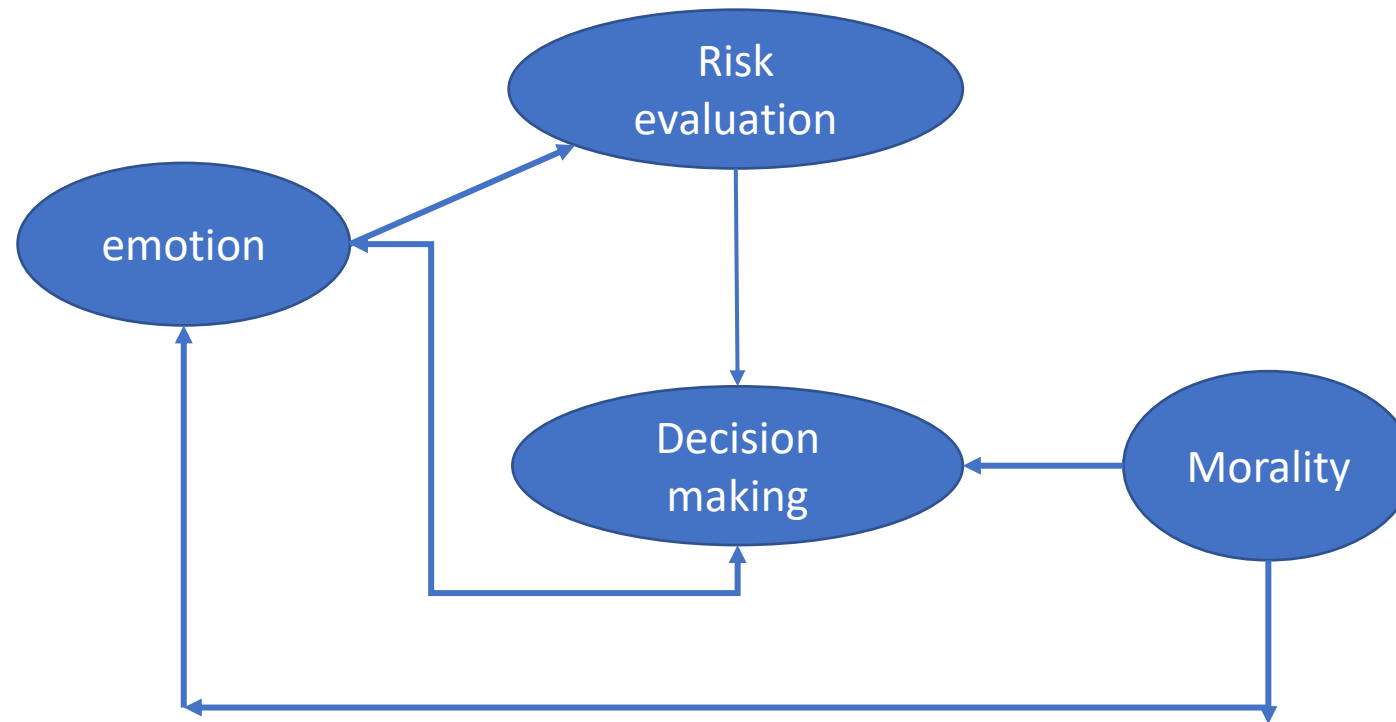 Risk
evaluation
emotion
Decision
making
Morality